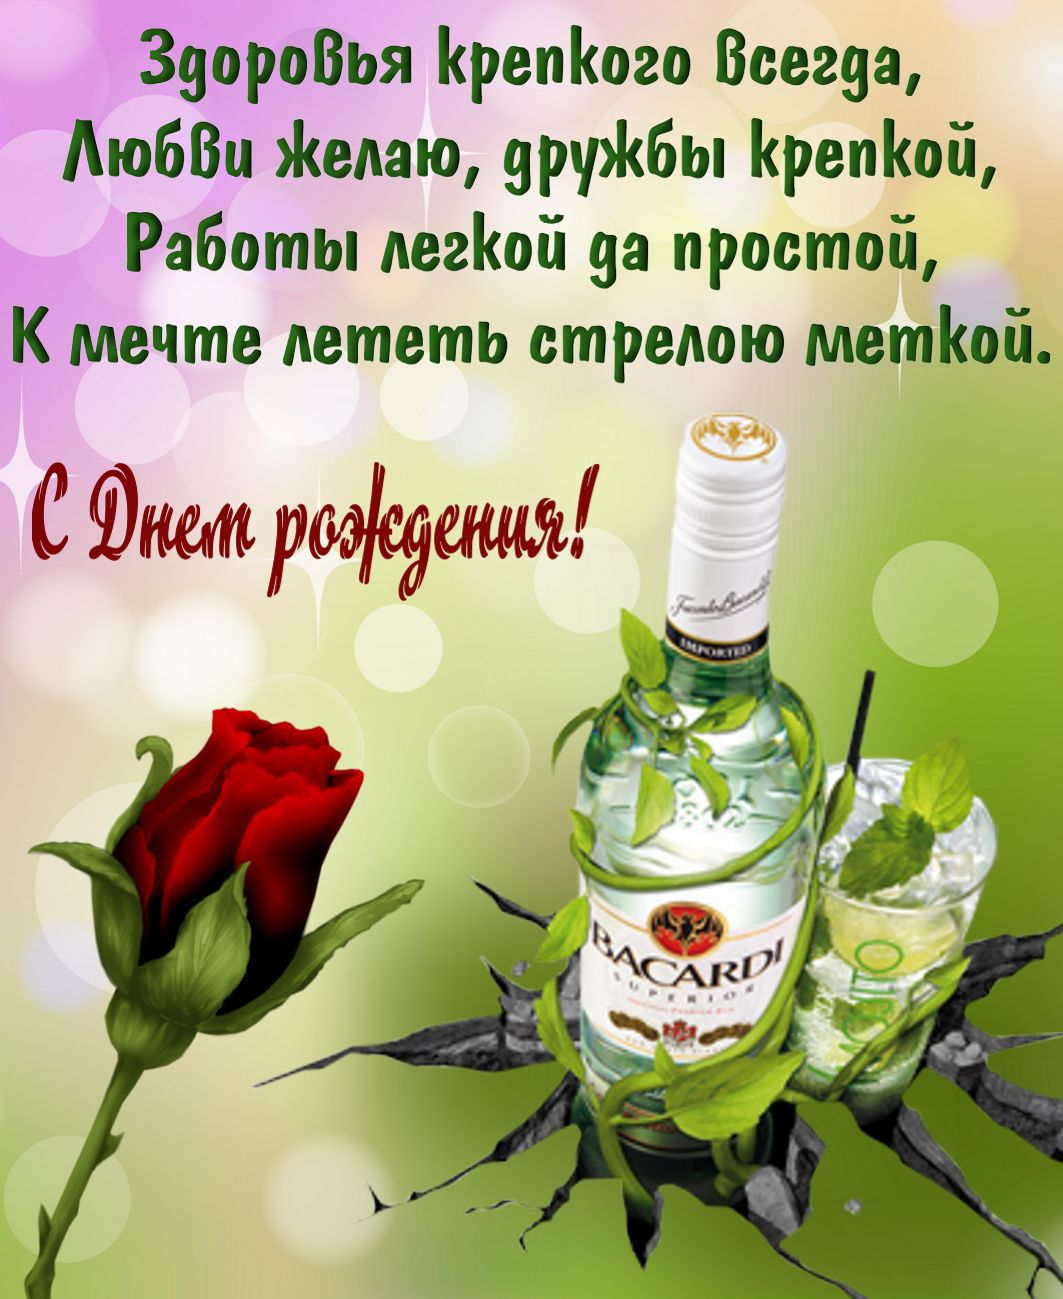 Здоровья крепкого всегда,
Любви желаю, дружбы крепкой,
Работы легкой да простой,
К мечте лететь стрелою меткой.
С Днем рождения!
IMPORTED
BACARDI
SUPERIOR
MOJITO